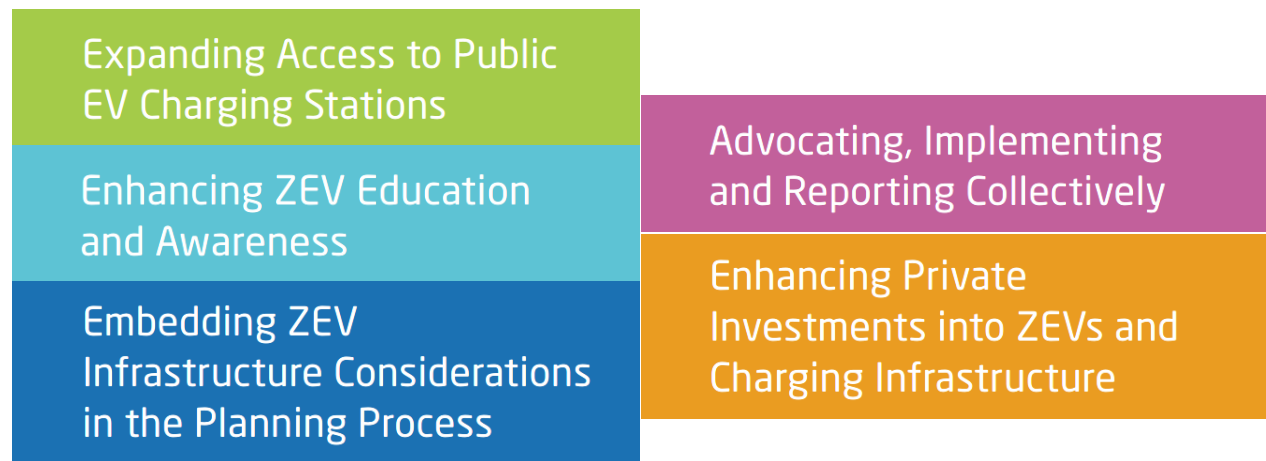 Expanding Access to Public
EV Charging Stations
Enhancing ZEV Education
and Awareness
Embedding ZEV
Infrastructure Considerations
in the Planning Process
Advocating, Implementing
and Reporting Collectively
Enhancing Private
Investments into ZEVs and
Charging Infrastructure